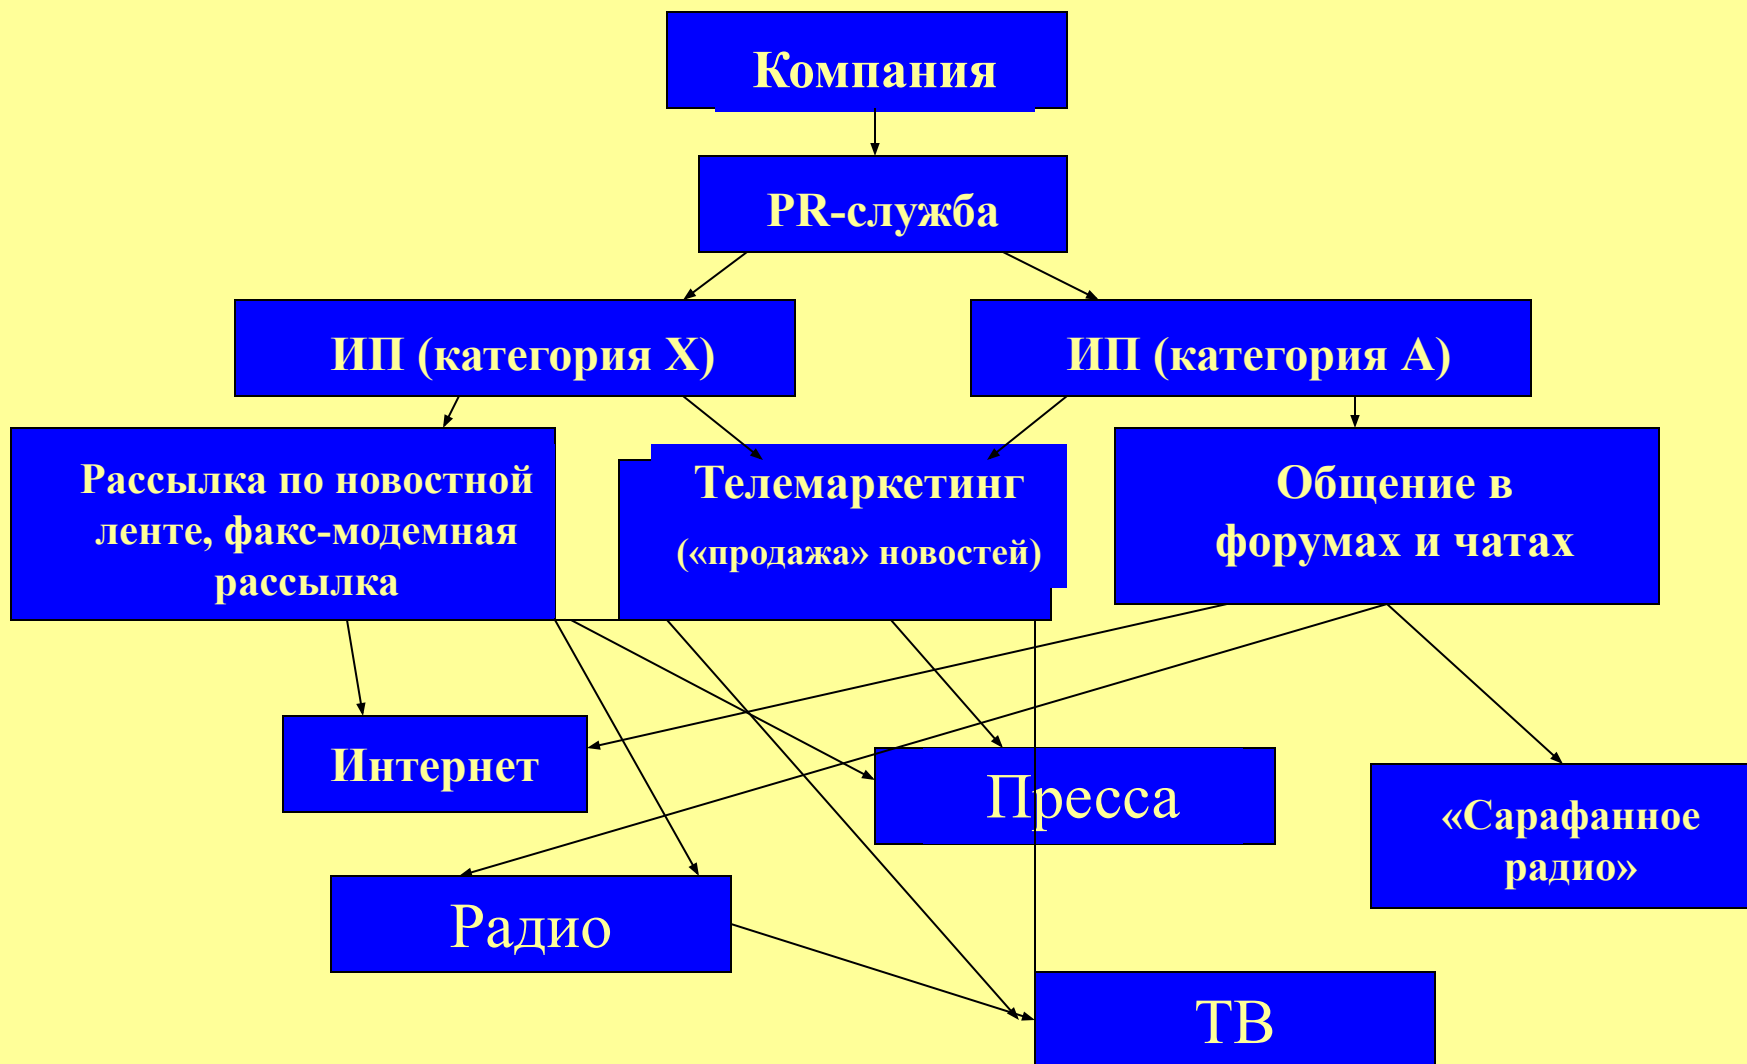 Компания
PR-служба
ИП (категория Х)
ИП (категория А)
Рассылка по новостной
ленте, факс-модемная
рассылка
Телемаркетинг
(«продажа» новостей)
Общение в
форумах и чатах
Интернет
Пресса
«Сарафанное
радио»
Радио
ТВ